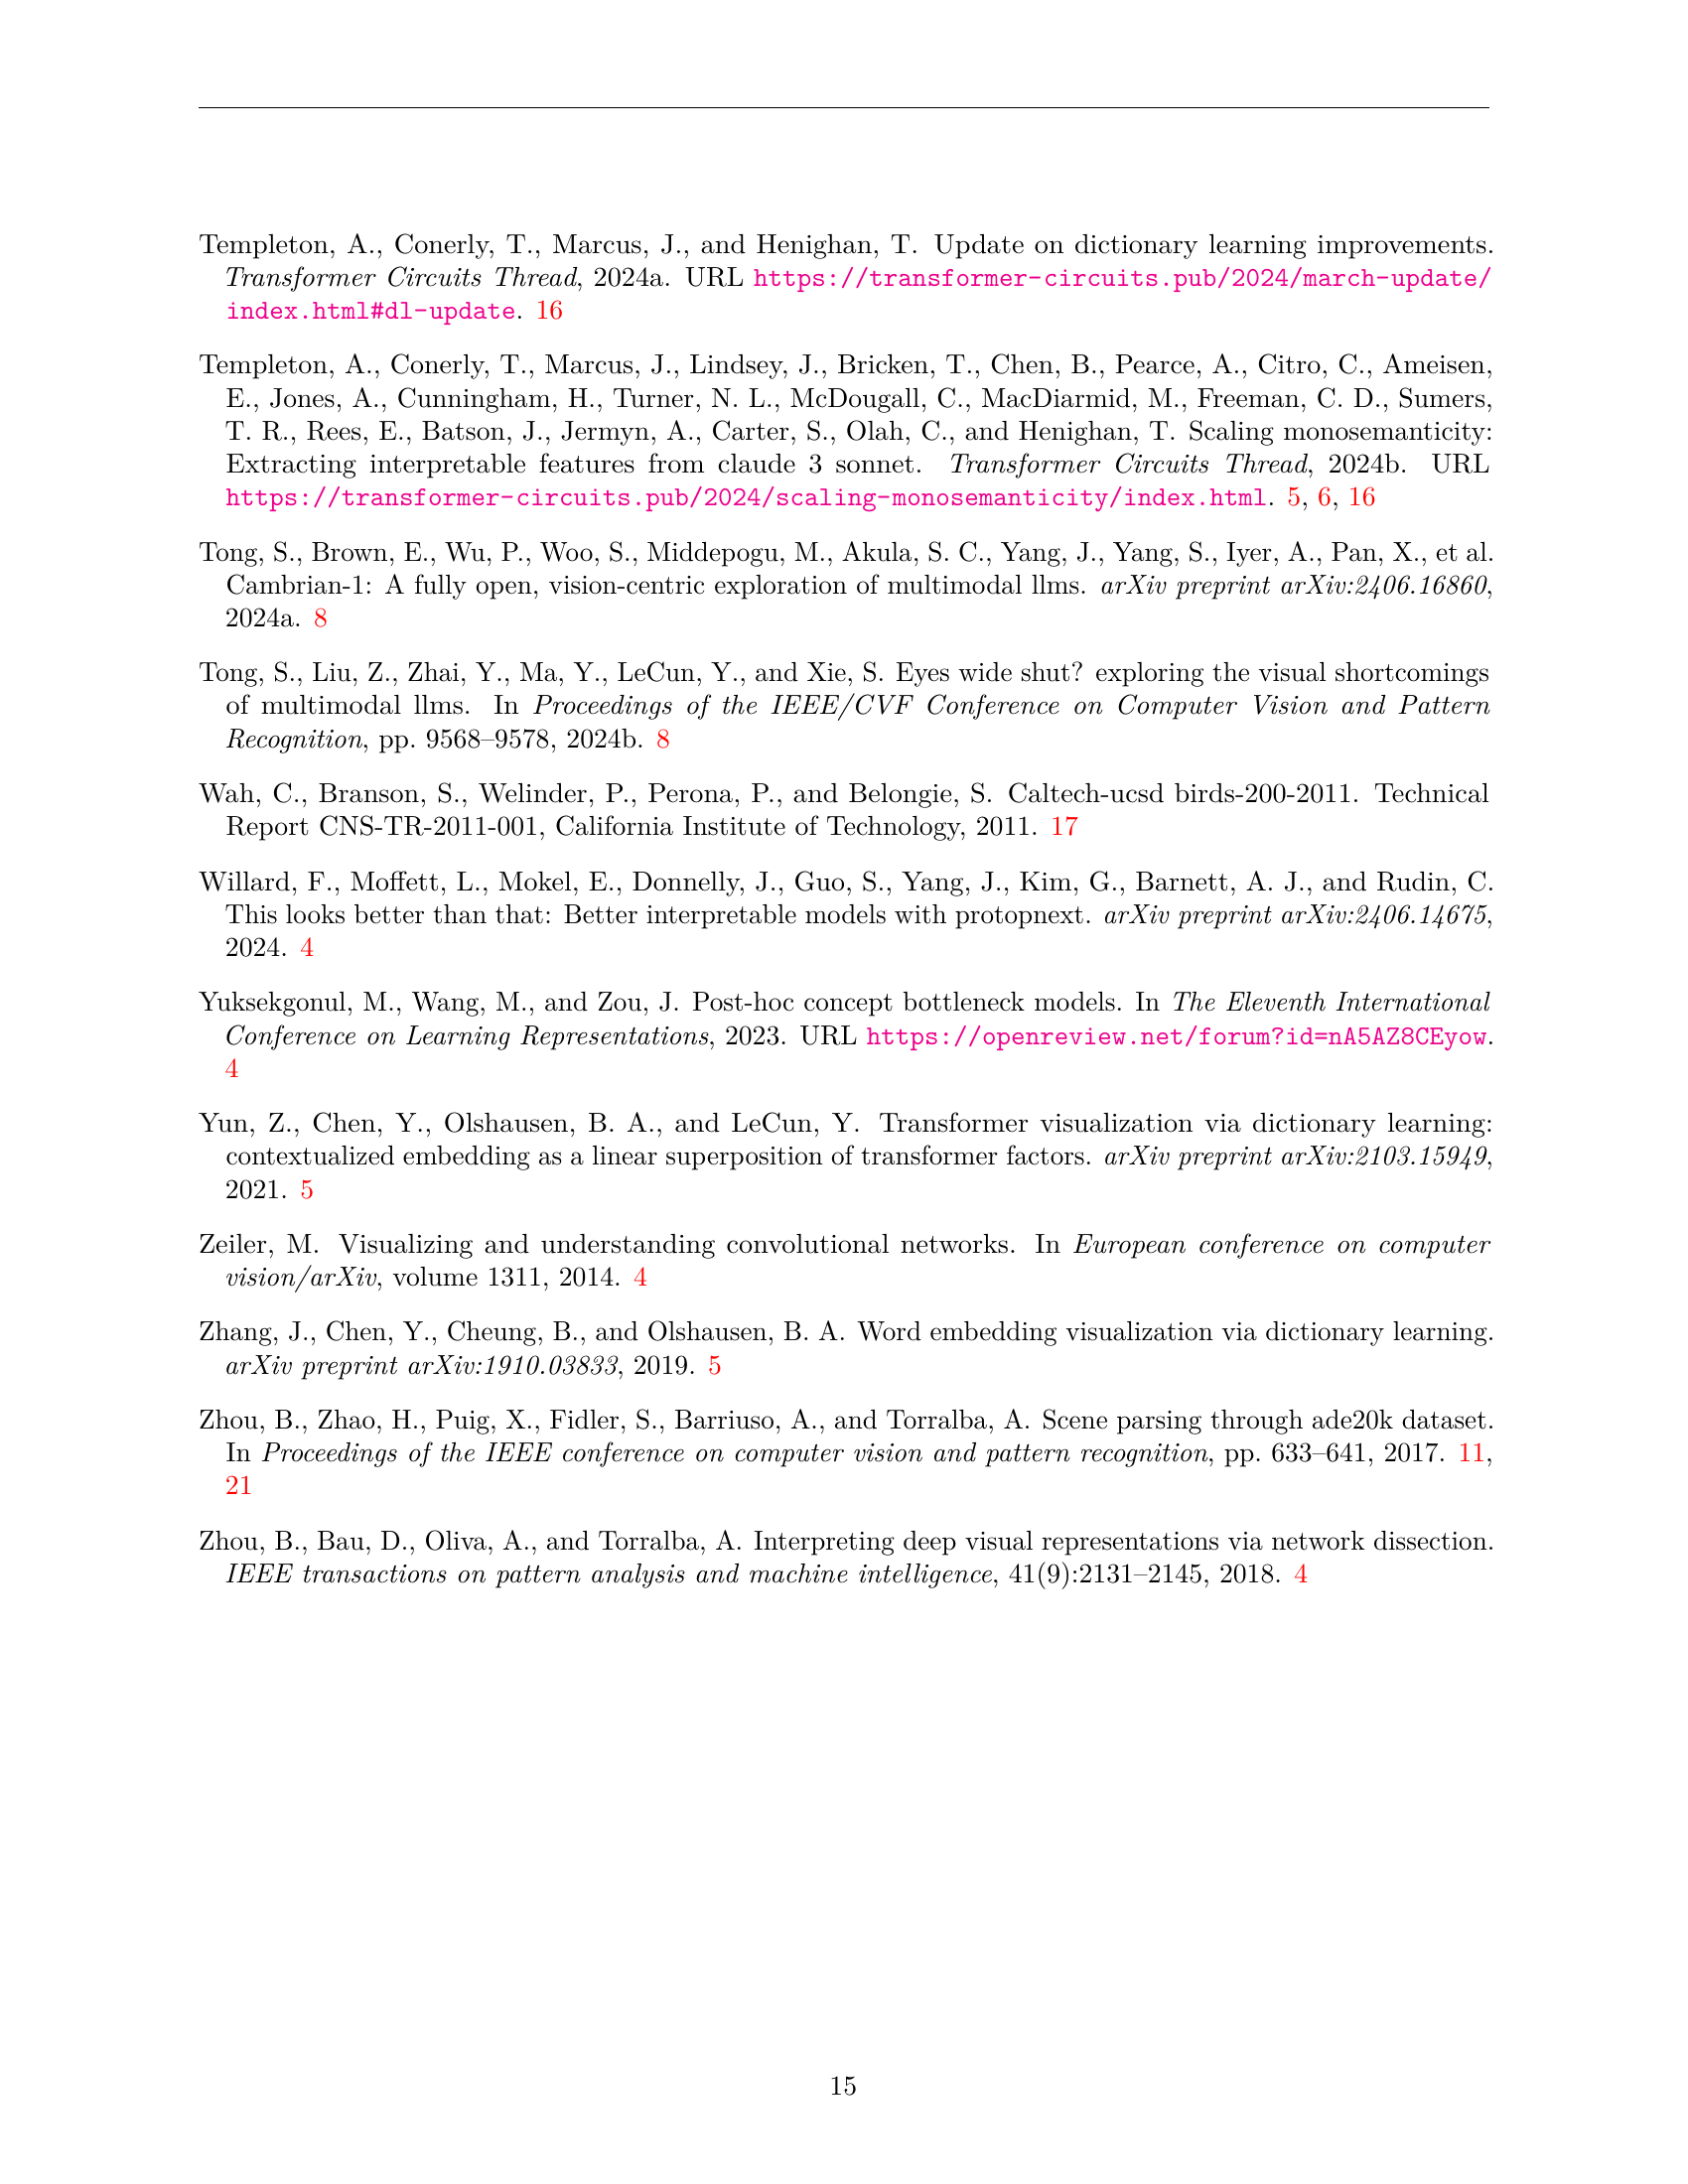 Templeton, A., Conerly, T., Marcus, J., and Henighan, T. Update on dictionary learning improvements.
Transformer Circuits Thread, 2024a. URL https://transformer-circuits.pub/2024/march-update/
index.html#dl-update. 16
Templeton, A., Conerly, T., Marcus, J., Lindsey, J., Bricken, T., Chen, B., Pearce, A., Citro, C., Ameisen,
E., Jones, A., Cunningham, H., Turner, N. L., McDougall, C., MacDiarmid, M., Freeman, C. D., Sumers,
T. R., Rees, E., Batson, J., Jermyn, A., Carter, S., Olah, C., and Henighan, T. Scaling monosemanticity:
Extracting interpretable features from claude 3 sonnet. Transformer Circuits Thread, 2024b. URL
https://transformer-circuits.pub/2024/scaling-monosemanticity/index.html. 5, 6, 16
Tong, S., Brown, E., Wu, P., Woo, S., Middepogu, M., Akula, S. C., Yang, J., Yang, S., Iyer, A., Pan, X., et al.
Cambrian-1: A fully open, vision-centric exploration of multimodal llms. arXiv preprint arXiv:2406.16860,
2024a. 8
Tong, S., Liu, Z., Zhai, Y., Ma, Y., LeCun, Y., and Xie, S. Eyes wide shut? exploring the visual shortcomings
of multimodal llms. In Proceedings of the IEEE/CVF Conference on Computer Vision and Pattern
Recognition, pp. 9568–9578, 2024b. 8
Wah, C., Branson, S., Welinder, P., Perona, P., and Belongie, S. Caltech-ucsd birds-200-2011. Technical
Report CNS-TR-2011-001, California Institute of Technology, 2011. 17
Willard, F., Moffett, L., Mokel, E., Donnelly, J., Guo, S., Yang, J., Kim, G., Barnett, A. J., and Rudin, C.
This looks better than that: Better interpretable models with protopnext. arXiv preprint arXiv:2406.14675,
2024. 4
Yuksekgonul, M., Wang, M., and Zou, J. Post-hoc concept bottleneck models. In The Eleventh International
Conference on Learning Representations, 2023. URL https://openreview.net/forum?id=nA5AZ8CEyow.
4
Yun, Z., Chen, Y., Olshausen, B. A., and LeCun, Y. Transformer visualization via dictionary learning:
contextualized embedding as a linear superposition of transformer factors. arXiv preprint arXiv:2103.15949,
2021. 5
Zeiler, M. Visualizing and understanding convolutional networks. In European conference on computer
vision/arXiv, volume 1311, 2014. 4
Zhang, J., Chen, Y., Cheung, B., and Olshausen, B. A. Word embedding visualization via dictionary learning.
arXiv preprint arXiv:1910.03833, 2019. 5
Zhou, B., Zhao, H., Puig, X., Fidler, S., Barriuso, A., and Torralba, A. Scene parsing through ade20k dataset.
In Proceedings of the IEEE conference on computer vision and pattern recognition, pp. 633–641, 2017. 11,
21
Zhou, B., Bau, D., Oliva, A., and Torralba, A. Interpreting deep visual representations via network dissection.
IEEE transactions on pattern analysis and machine intelligence, 41(9):2131–2145, 2018. 4
15